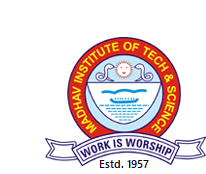 MADHAV INSTITUTE OF TECH & SCIENCE
WORK IS WORSHIP
Estd. 1957